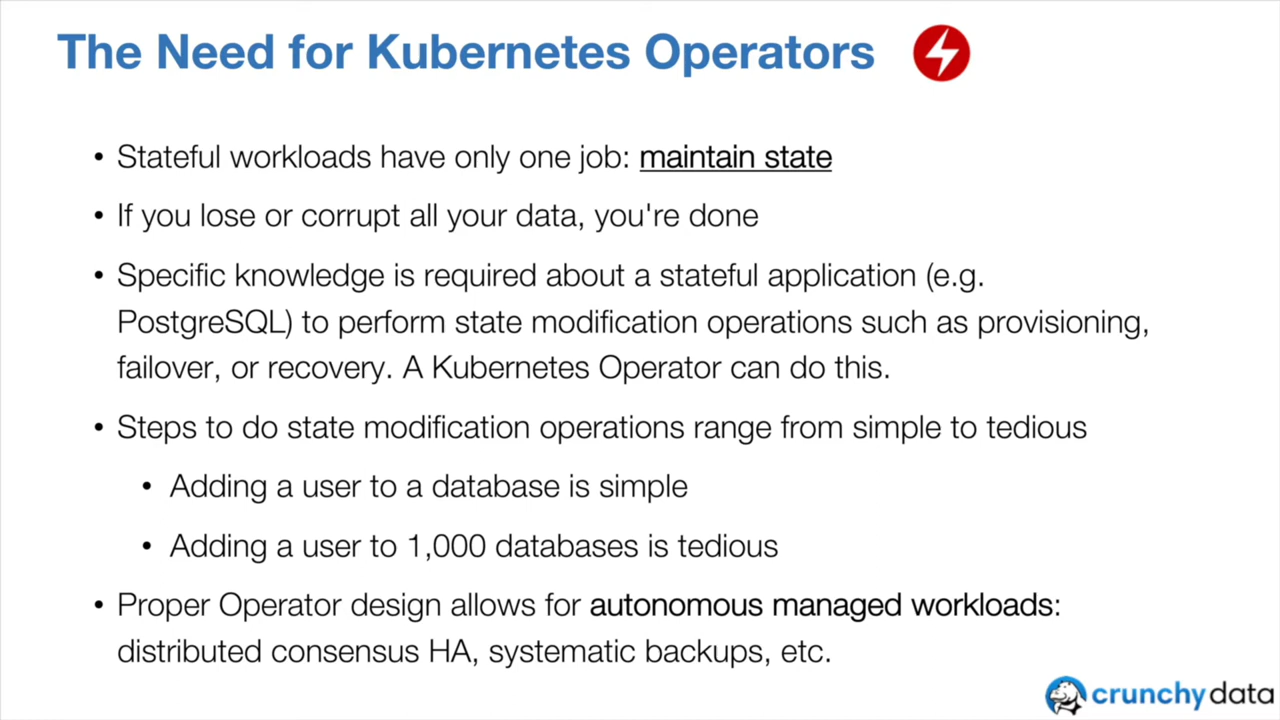 The Need for Kubernetes Operators
• Stateful workloads have only one job: maintain state
• If you lose or corrupt all your data, you're done
• Specific knowledge is required about a stateful application (e.g.
PostgreSQL) to perform state modification operations such as provisioning,
failover, or recovery. A Kubernetes Operator can do this.
• Steps to do state modification operations range from simple to tedious
• Adding a user to a database is simple
• Adding a user to 1,000 databases is tedious
• Proper Operator design allows for autonomous managed workloads:
distributed consensus HA, systematic backups, etc.
crunchy data